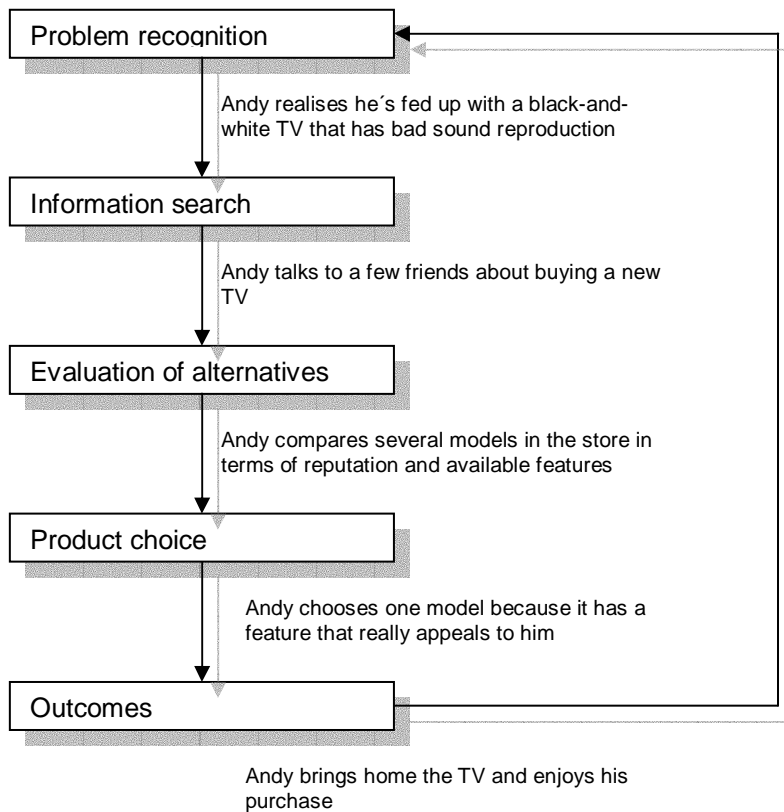 Problem recognition
Andy realises he´s fed up with a black-and-
white TV that has bad sound reproduction
Information search
Andy talks to a few friends about buying a new
TV
Evaluation of alternatives
Andy compares several models in the store in
terms of reputation and available features
Product choice
Andy chooses one model because it has a
feature that really appeals to him
Outcomes
Andy brings home the TV and enjoys his
purchase